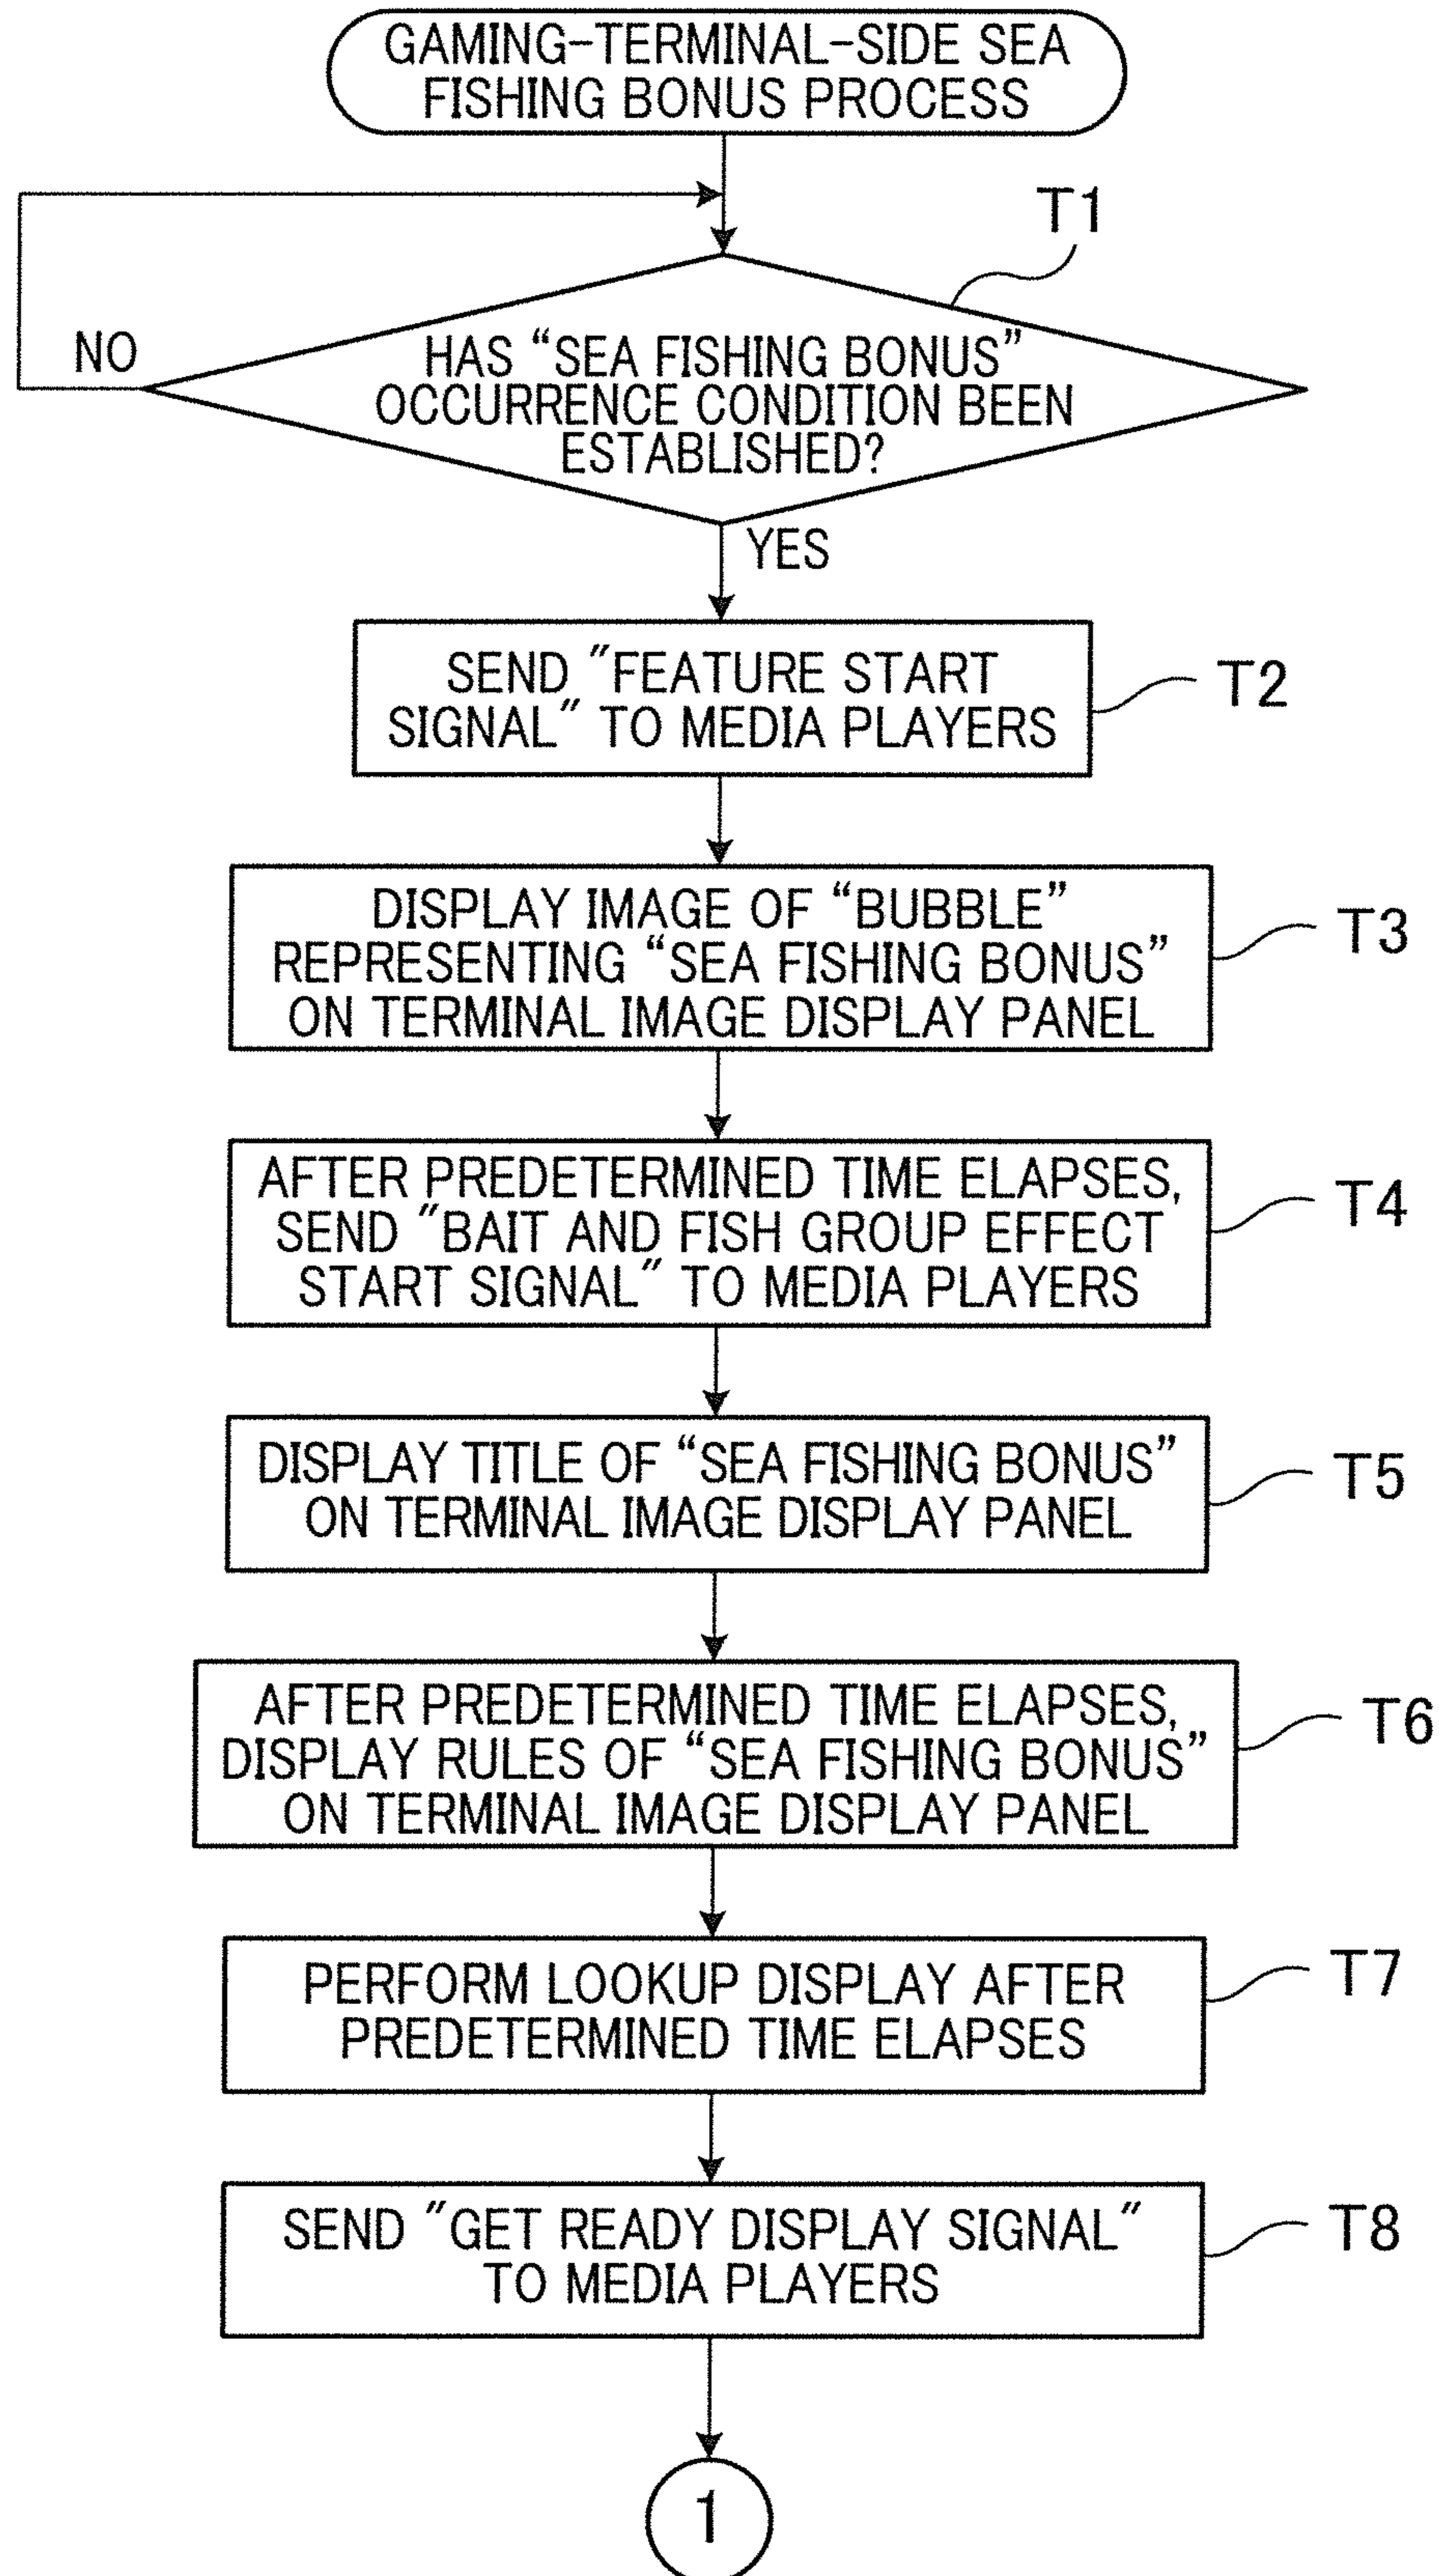 GAMING-TERMINAL-SIDE SEA
FISHING BONUS PROCESS
T1
NO
HAS “SEA FISHING BONUS”
OCCURRENCE CONDITION BEEN
ESTABLISHED?
YES
SEND "FEATURE START
SIGNAL" TO MEDIA PLAYERS
T2
DISPLAY IMAGE OF “BUBBLE”
REPRESENTING “SEA FISHING BONUS”
ON TERMINAL IMAGE DISPLAY PANEL
T3
AFTER PREDETERMINED TIME ELAPSES,
SEND "BAIT AND FISH GROUP EFFECT
START SIGNAL" TO MEDIA PLAYERS
T4
DISPLAY TITLE OF “SEA FISHING BONUS”
ON TERMINAL IMAGE DISPLAY PANEL
T5
AFTER PREDETERMINED TIME ELAPSES,
DISPLAY RULES OF “SEA FISHING BONUS”
ON TERMINAL IMAGE DISPLAY PANEL
T6
PERFORM LOOKUP DISPLAY AFTER
PREDETERMINED TIME ELAPSES
T7
SEND "GET READY DISPLAY SIGNAL"
TO MEDIA PLAYERS
T8
1